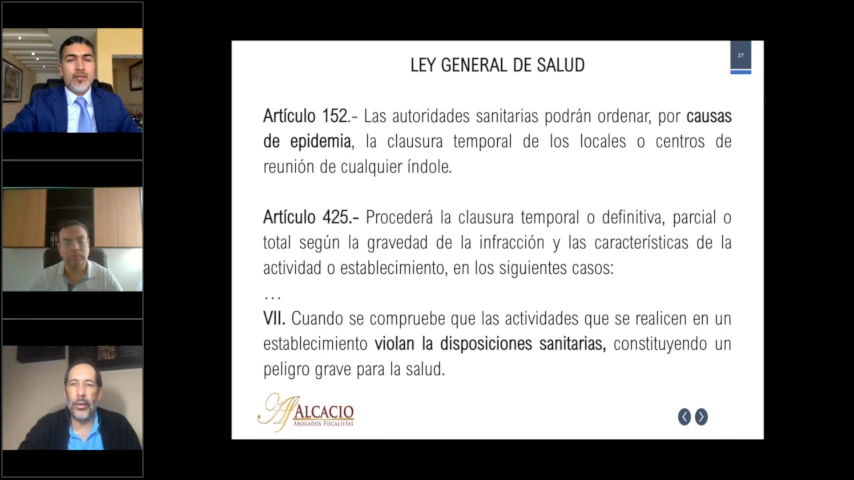 37
LEY GENERAL DE SALUD
Artículo 152.- Las autoridades sanitarias podrán ordenar, por causas
de epidemia, la clausura temporal de los locales o centros de
reunión de cualquier índole.
Artículo 425.- Procederá la clausura temporal o definitiva, parcial o
total según la gravedad de la infracción y las características de la
actividad o establecimiento, en los siguientes casos:
...
VII. Cuando se compruebe que las actividades que se realicen en un
establecimiento violan la disposiciones sanitarias, constituyendo un
peligro grave para la salud.
ALCACIO
ABOGADOS FISCALISTAS